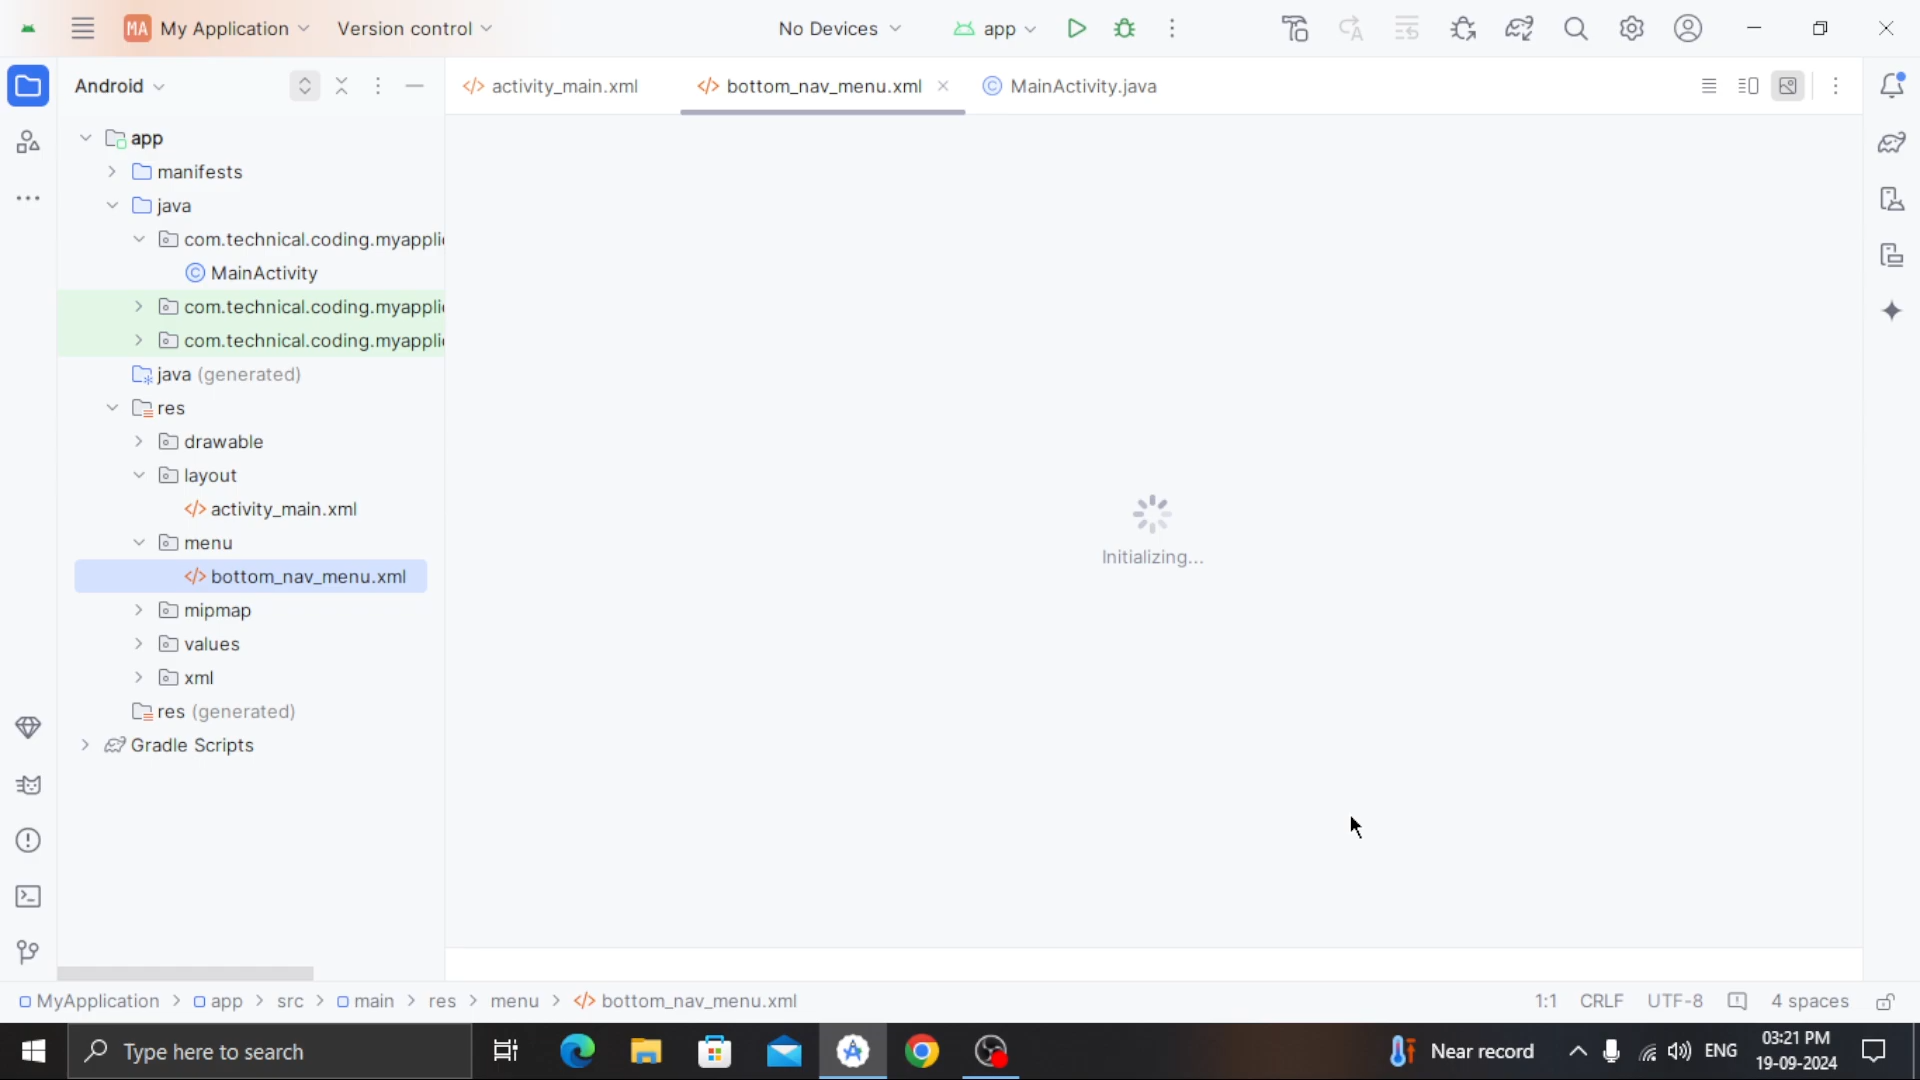 MA My Application Version control No Devices app
Android
activity_main.xml bottom_nav_menu.xml MainActivity.java
app
manifests
java
com.technical.coding.myappli
MainActivity
com.technical.coding.myappli
com.technical.coding.myappli
java (generated)
res
drawable
layout
activity_main.xml
menu
bottom_nav_menu.xml
mipmap
values
xml
res (generated)
Gradle Scripts
Initializing...
MyApplication > app > src > main > res > menu > bottom_nav_menu.xml 1:1 CRLF UTF-8 4 spaces
Type here to search Near record ENG 03:21 PM
19-09-2024